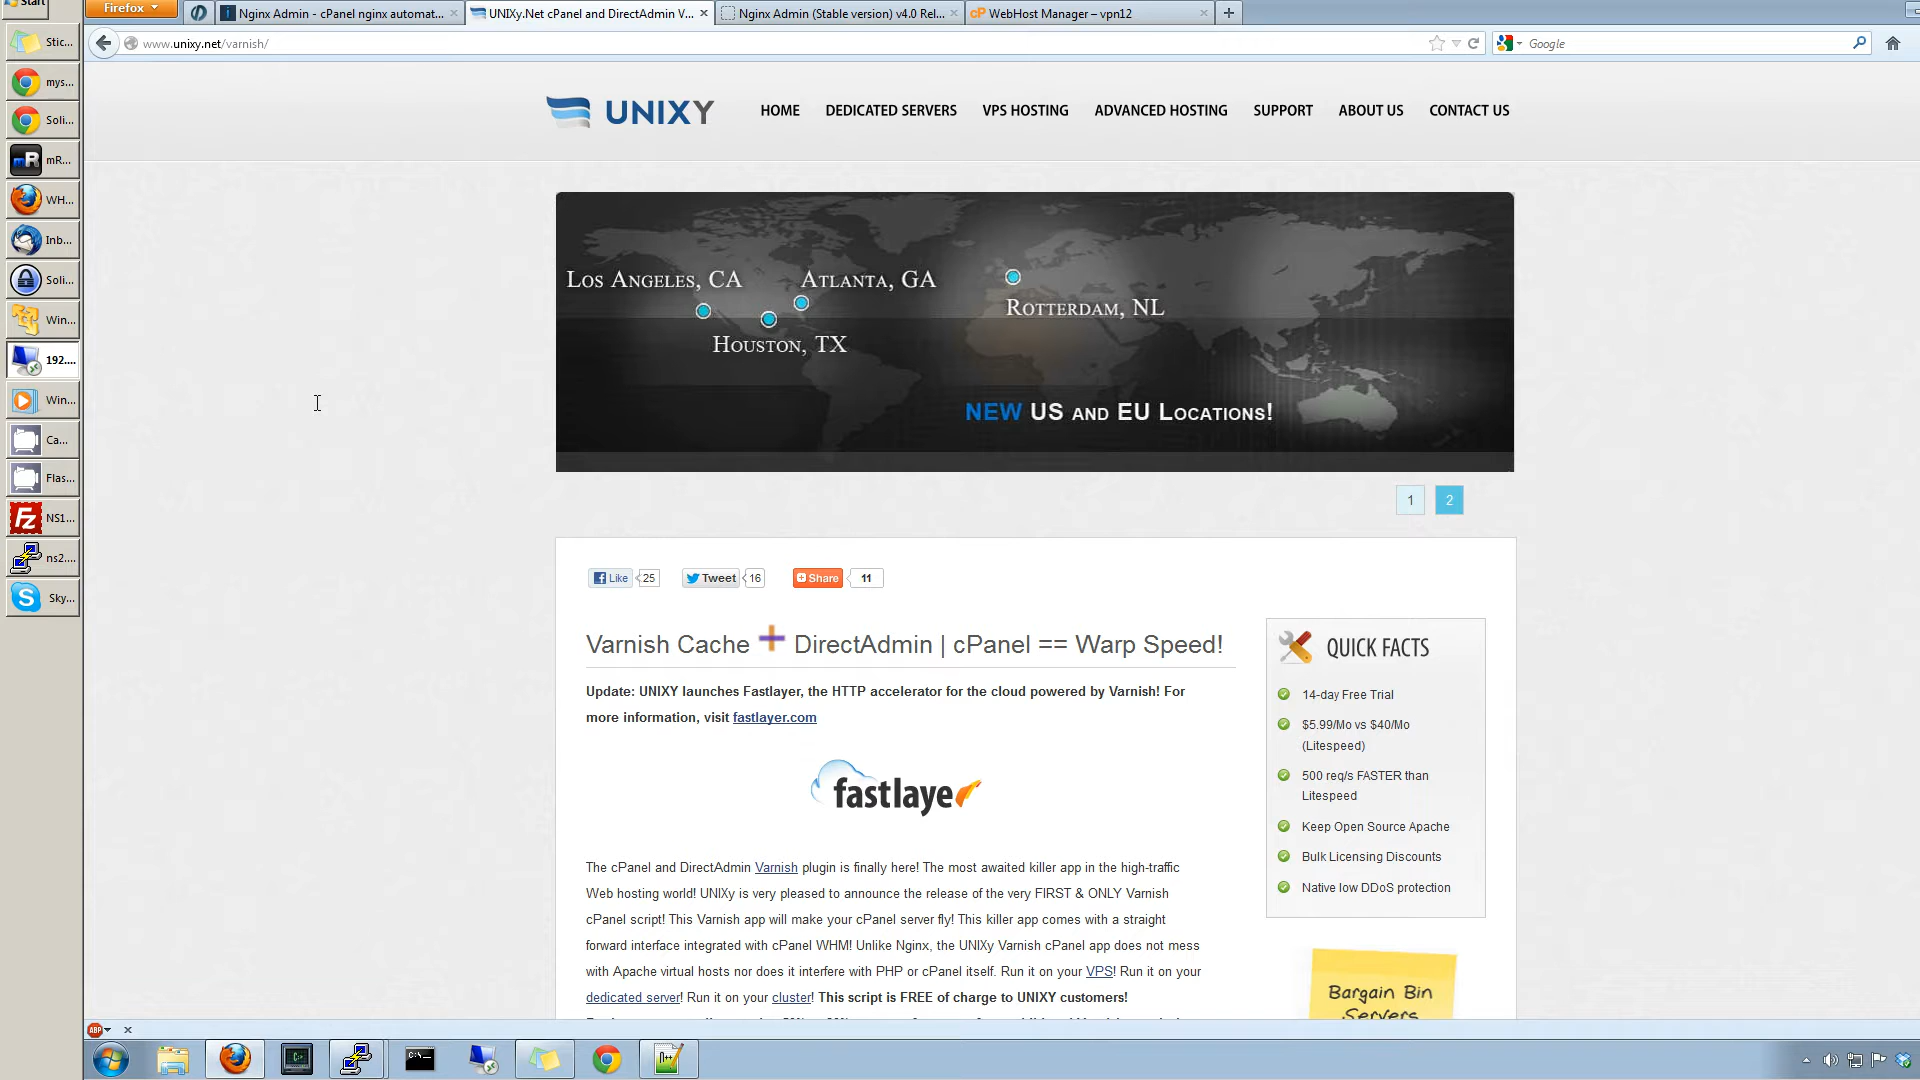 Start
Firefox
Nginx Admin - cPanel nginx automat...
UNIXy.Net cPanel and DirectAdmin V...
Nginx Admin (Stable version) v4.0 Rel...
cP WebHost Manager – vpn12
www.unixy.net/varnish/
Google
Stic...
mys...
Soli...
mR mR...
WH...
Inb...
Soli...
Win...
192....
Win...
Ca...
Flas...
Fz NS1...
ns2....
Sky...
UNIXY
HOME
DEDICATED SERVERS
VPS HOSTING
ADVANCED HOSTING
SUPPORT
ABOUT US
CONTACT US
Los Angeles, CA
Atlanta, GA
Rotterdam, NL
Houston, TX
NEW US and EU Locations!
1
2
Like 25
Tweet 16
Share 11
Varnish Cache + DirectAdmin | cPanel == Warp Speed!
Update: UNIXY launches Fastlayer, the HTTP accelerator for the cloud powered by Varnish! For
more information, visit fastlayer.com
fastlayer
The cPanel and DirectAdmin Varnish plugin is finally here! The most awaited killer app in the high-traffic
Web hosting world! UNIXy is very pleased to announce the release of the very FIRST & ONLY Varnish
cPanel script! This Varnish app will make your cPanel server fly! This killer app comes with a straight
forward interface integrated with cPanel WHM! Unlike Nginx, the UNIXy Varnish cPanel app does not mess
with Apache virtual hosts nor does it interfere with PHP or cPanel itself. Run it on your VPS! Run it on your
dedicated server! Run it on your cluster! This script is FREE of charge to UNIXY customers!
QUICK FACTS
14-day Free Trial
$5.99/Mo vs $40/Mo
(Litespeed)
500 req/s FASTER than
Litespeed
Keep Open Source Apache
Bulk Licensing Discounts
Native low DDoS protection
Bargain Bin
Servers
ABP